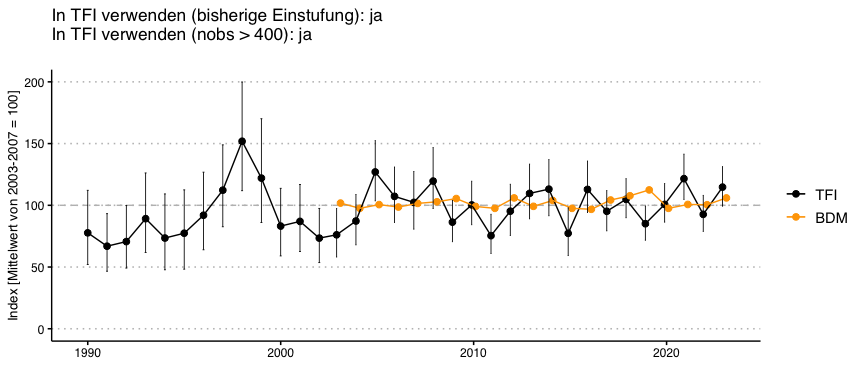 In TFI verwenden (bisherige Einstufung): ja
In TFI verwenden (nobs > 400): ja
Index [Mittelwert von 2003-2007 = 100]
200
150
100
50
0
1990
2000
2010
2020
TFI
BDM